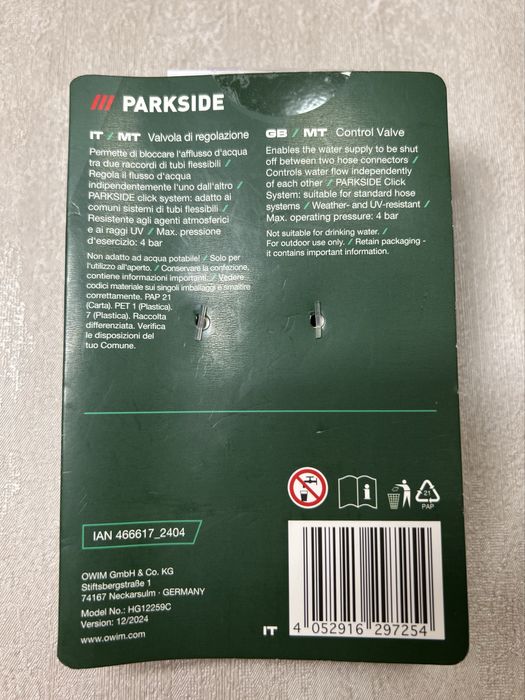 PARKSIDE
IT / MT Valvola di regolazione
Permette di bloccare l'afflusso d'acqua
tra due raccordi di tubi flessibili /
Regola il flusso d'acqua
indipendentemente l'uno dall'altro /
PARKSIDE click system: adatto ai
comuni sistemi di tubi flessibili /
Resistente agli agenti atmosferici
e ai raggi UV / Max. pressione
d'esercizio: 4 bar
Non adatto ad acqua potabile! / Solo per
l'utilizzo all'aperto. / Conservare la confezione,
contiene informazioni importanti. / Vedere
codici materiale sui singoli imballaggi e smaltire
correttamente. PAP 21
(Carta). PET 1 (Plastica).
7 (Plastica). Raccolta
differenziata. Verifica
le disposizioni del
tuo Comune.
GB / MT Control Valve
Enables the water supply to be shut
off between two hose connectors /
Controls water flow independently
of each other / PARKSIDE Click
System: suitable for standard hose
systems / Weather- and UV-resistant /
Max. operating pressure: 4 bar
Not suitable for drinking water. /
For outdoor use only. / Retain packaging -
it contains important information.
21
PAP
IAN 466617_2404
OWIM GmbH & Co. KG
Stiftsbergstraße 1
74167 Neckarsulm - GERMANY
Model No.: HG12259C
Version: 12/2024
www.owim.com
IT
4 052916 297254